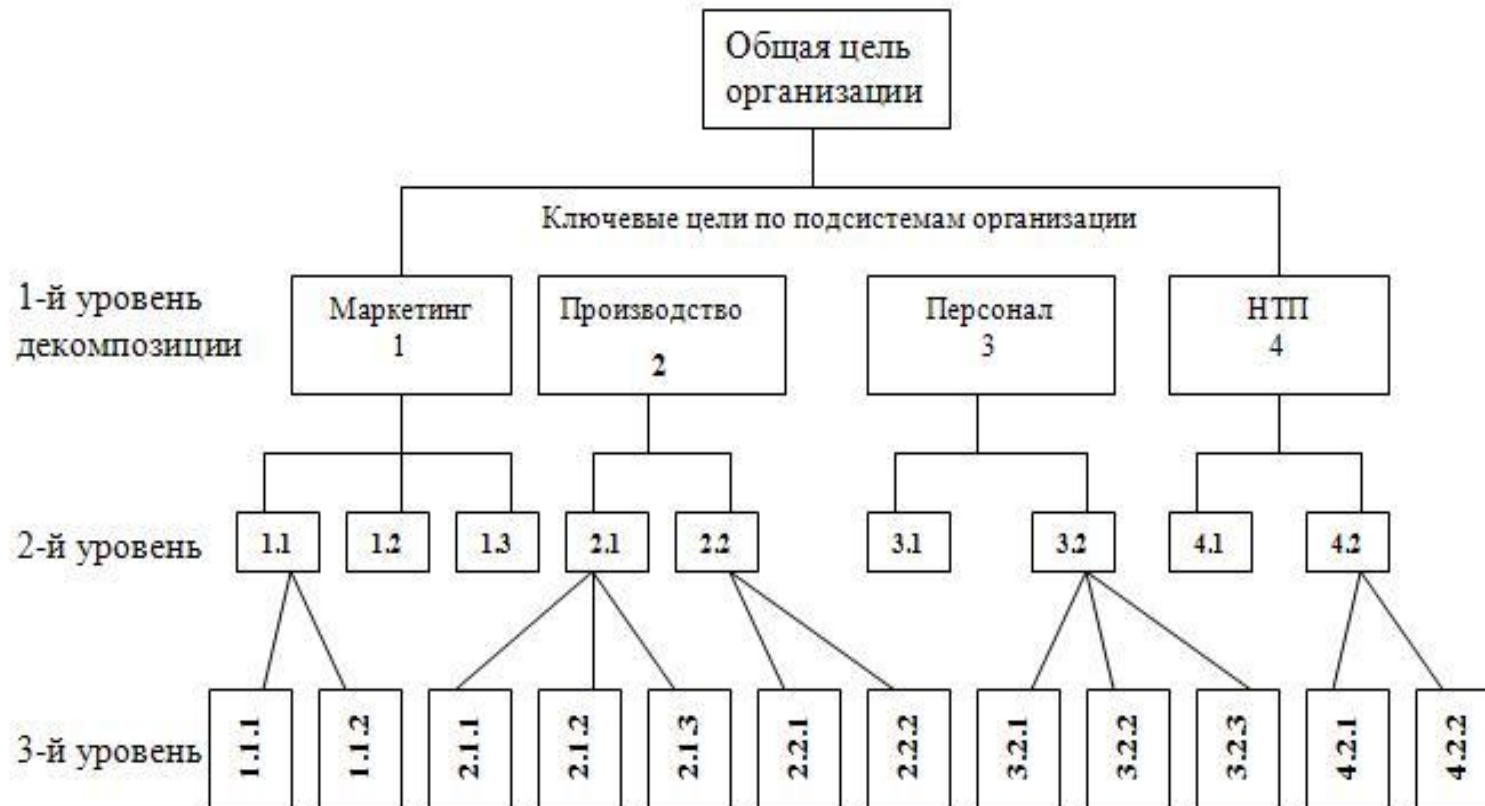 Общая цель
организации
Ключевые цели по подсистемам организации
1-й уровень
декомпозиции
Маркетинг
1
Производство
2
Персонал
3
НТП
4
2-й уровень
1.1
1.2
1.3
2.1
2.2
3.1
3.2
4.1
4.2
3-й уровень
1.1.1
1.1.2
2.1.1
2.1.2
2.1.3
2.2.1
2.2.2
3.2.1
3.2.2
3.2.3
4.2.1
4.2.2